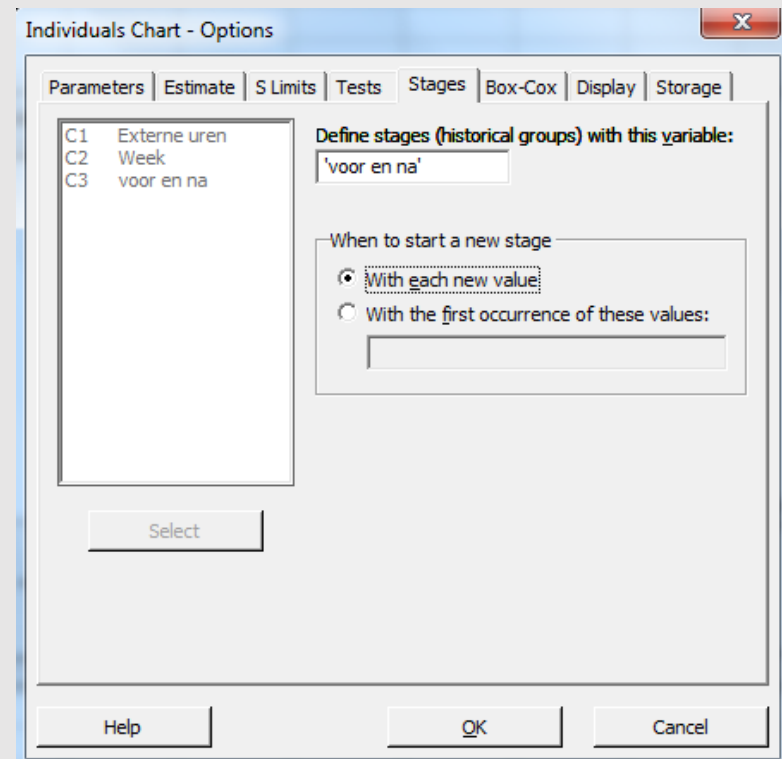 Individuals Chart - Options
Parameters Estimate S Limits Tests Stages Box-Cox Display Storage
C1 Externe uren
C2 Week
C3 voor en na
Select
Define stages (historical groups) with this variable:
'voor en na'
When to start a new stage
With each new value
With the first occurrence of these values:
Help OK Cancel